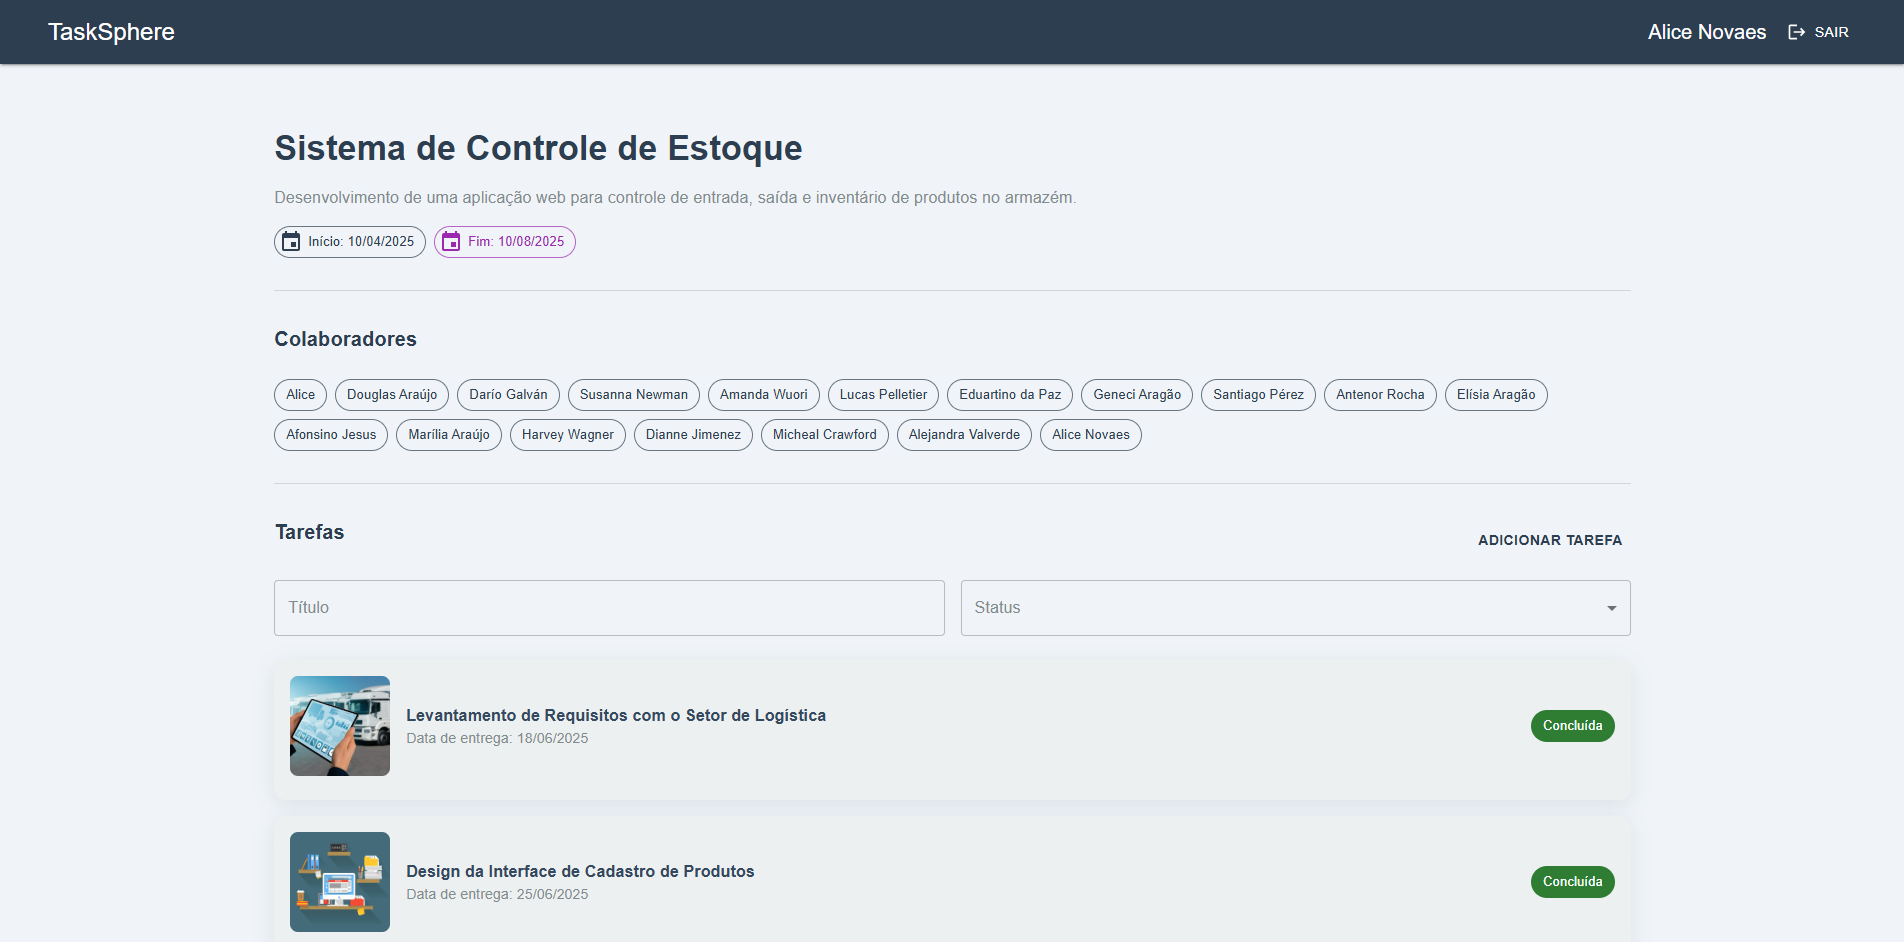 TaskSphere
Alice Novaes
SAIR
Sistema de Controle de Estoque
Desenvolvimento de uma aplicação web para controle de entrada, saída e inventário de produtos no armazém.
Início: 10/04/2025
Fim: 10/08/2025
Colaboradores
Alice Douglas Araújo Darío Galván Susanna Newman Amanda Wuori Lucas Pelletier Eduartino da Paz Geneci Aragão Santiago Pérez Antenor Rocha Elísia Aragão
Afonsino Jesus Marília Araújo Harvey Wagner Dianne Jimenez Micheal Crawford Alejandra Valverde Alice Novaes
Tarefas
ADICIONAR TAREFA
Título
Status
Levantamento de Requisitos com o Setor de Logística
Data de entrega: 18/06/2025
Concluída
Design da Interface de Cadastro de Produtos
Data de entrega: 25/06/2025
Concluída